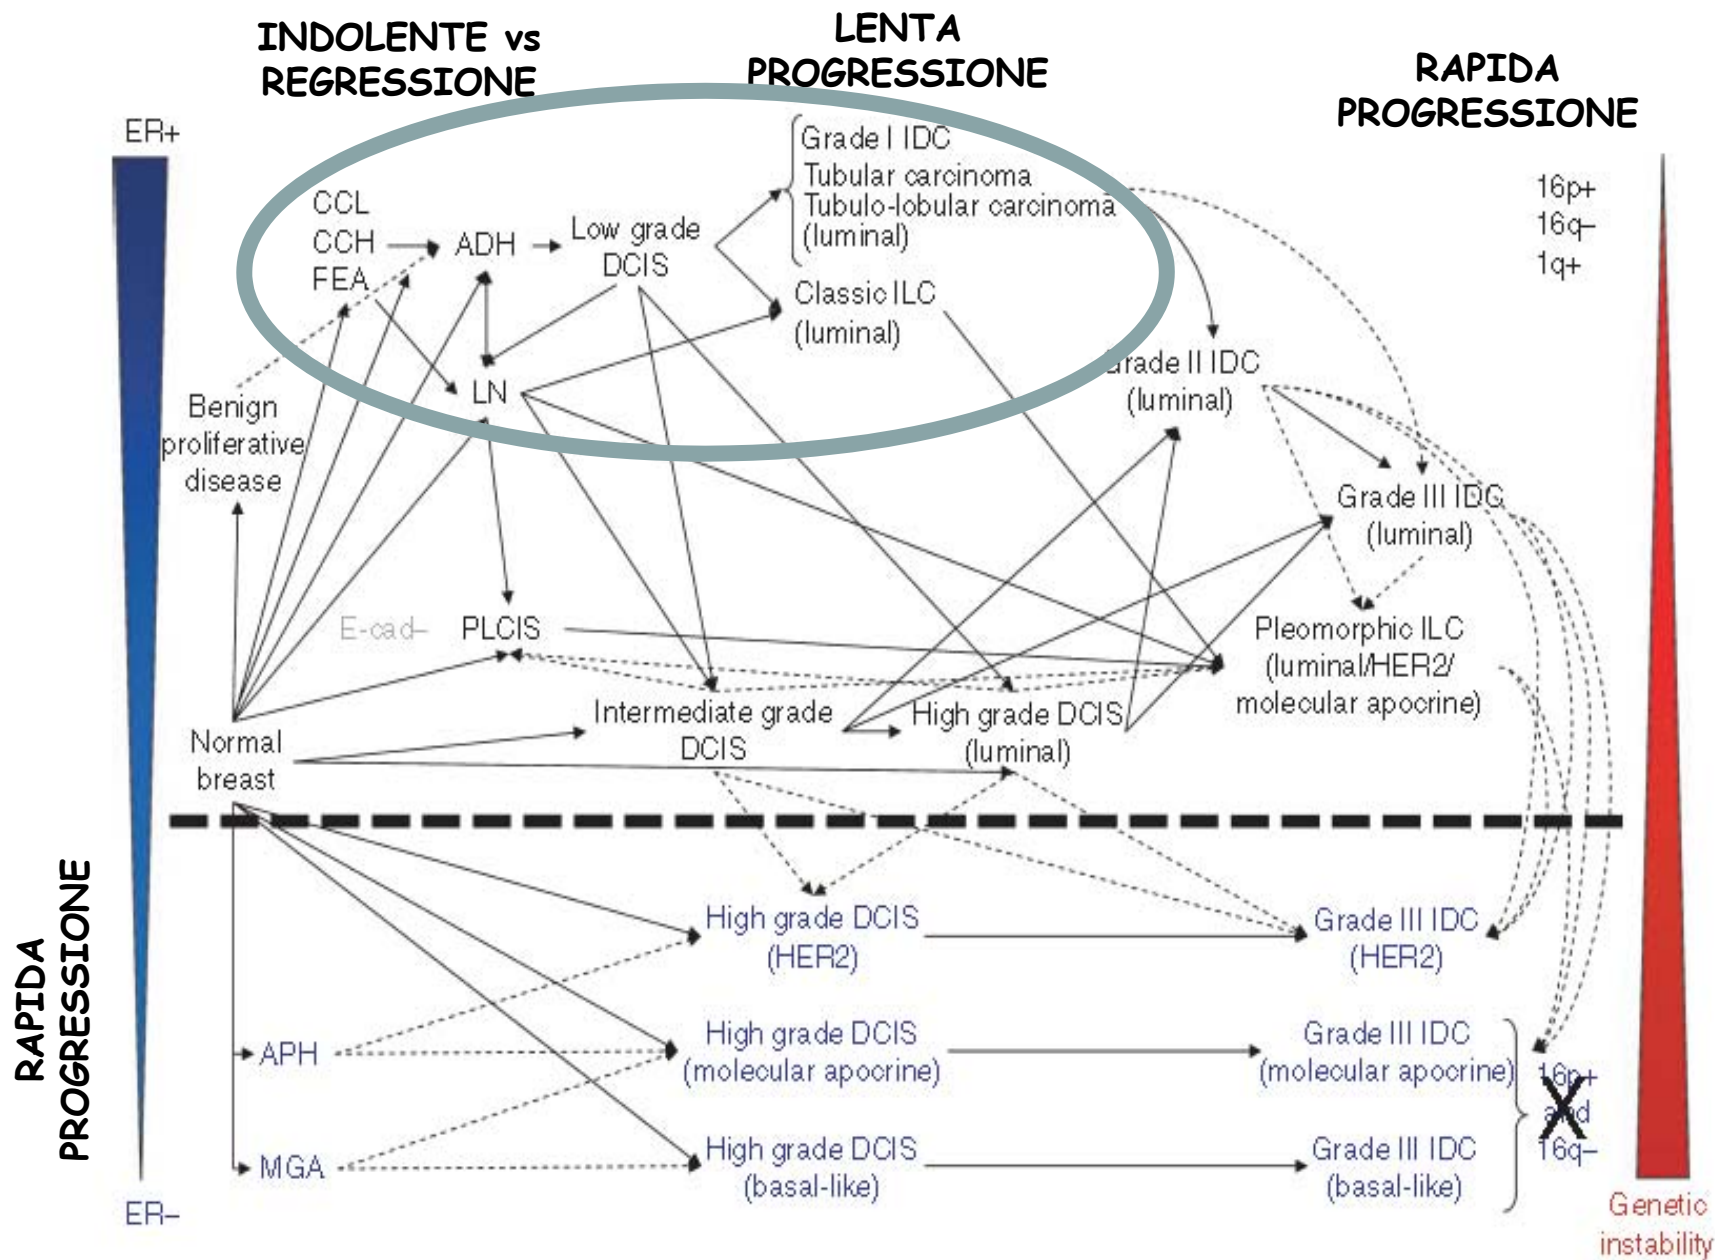 INDOLENTE vs
REGRESSIONE
LENTA
PROGRESSIONE
RAPIDA
PROGRESSIONE
ER+
16p+
16q–
1q+
CCL
CCH
FEA
ADH
Low grade
DCIS
Grade I IDC
Tubular carcinoma
Tubulo-lobular carcinoma
(luminal)
Classic ILC
(luminal)
LN
Grade II IDC
(luminal)
Benign
proliferative
disease
Grade III IDC
(luminal)
E-cad–
PLCIS
Pleomorphic ILC
(luminal/HER2/
molecular apocrine)
Normal
breast
Intermediate grade
DCIS
High grade DCIS
(luminal)
RAPIDA
PROGRESSIONE
High grade DCIS
(HER2)
Grade III IDC
(HER2)
APH
High grade DCIS
(molecular apocrine)
Grade III IDC
(molecular apocrine)
16p+
and
16q–
X
MGA
High grade DCIS
(basal-like)
Grade III IDC
(basal-like)
ER–
Genetic
instability